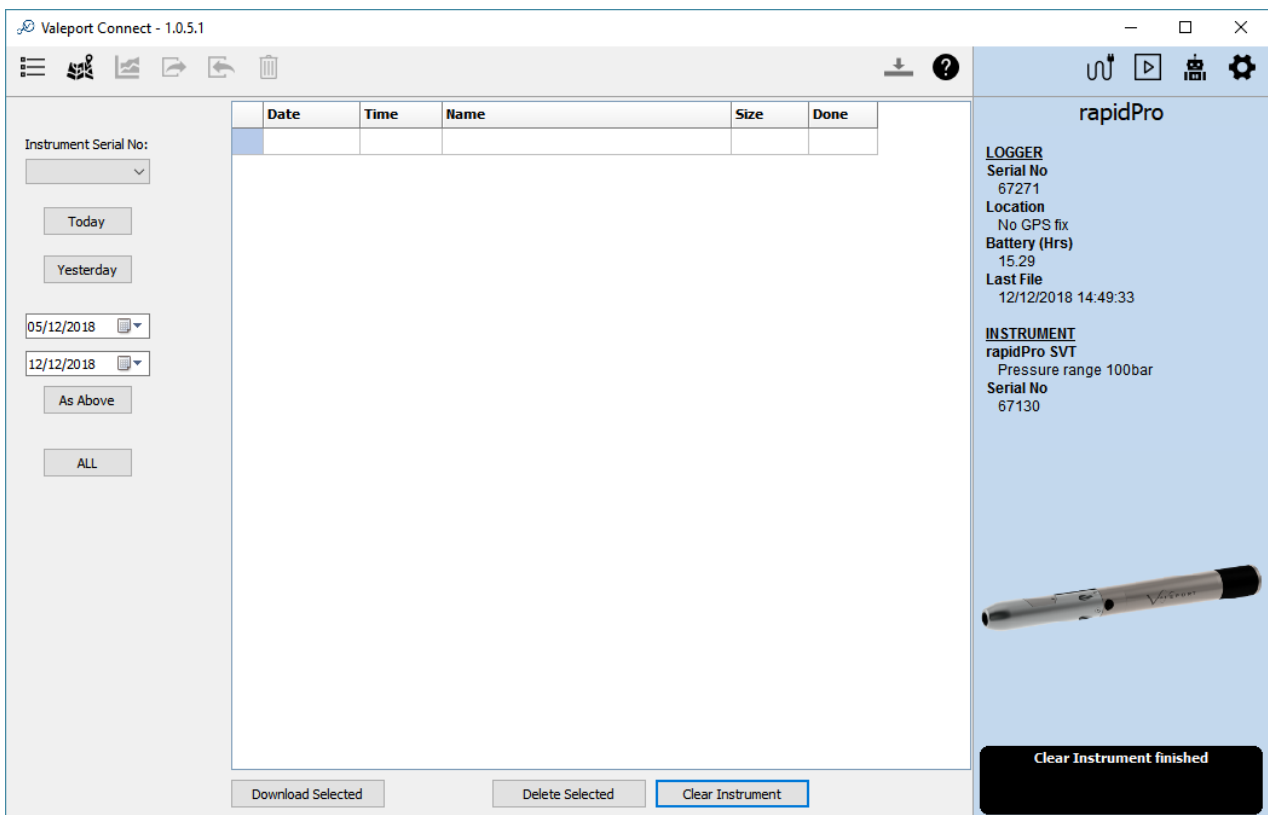 Valeport Connect - 1.0.5.1
Date Time Name Size Done
Instrument Serial No:
Today
Yesterday
05/12/2018
12/12/2018
As Above
ALL
Download Selected Delete Selected Clear Instrument
rapidPro
LOGGER
Serial No
67271
Location
No GPS fix
Battery (Hrs)
15.29
Last File
12/12/2018 14:49:33
INSTRUMENT
rapidPro SVT
Pressure range 100bar
Serial No
67130
Valeport
Clear Instrument finished